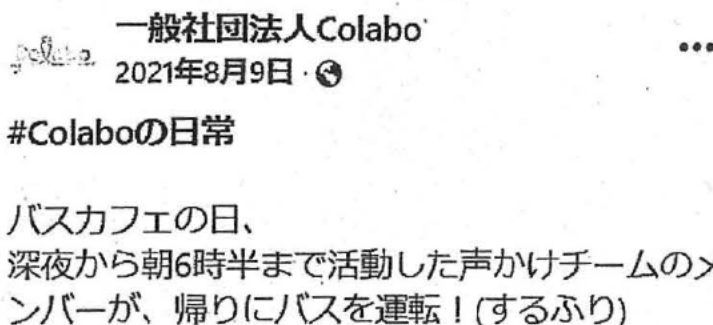 一般社団法人Colabo
Colabo
2021年8月9日 ·
•••
#Colaboの日常
バスカフェの日、
深夜から朝6時半まで活動した声かけチームのメ
ンバーが、帰りにバスを運転！(するふり)